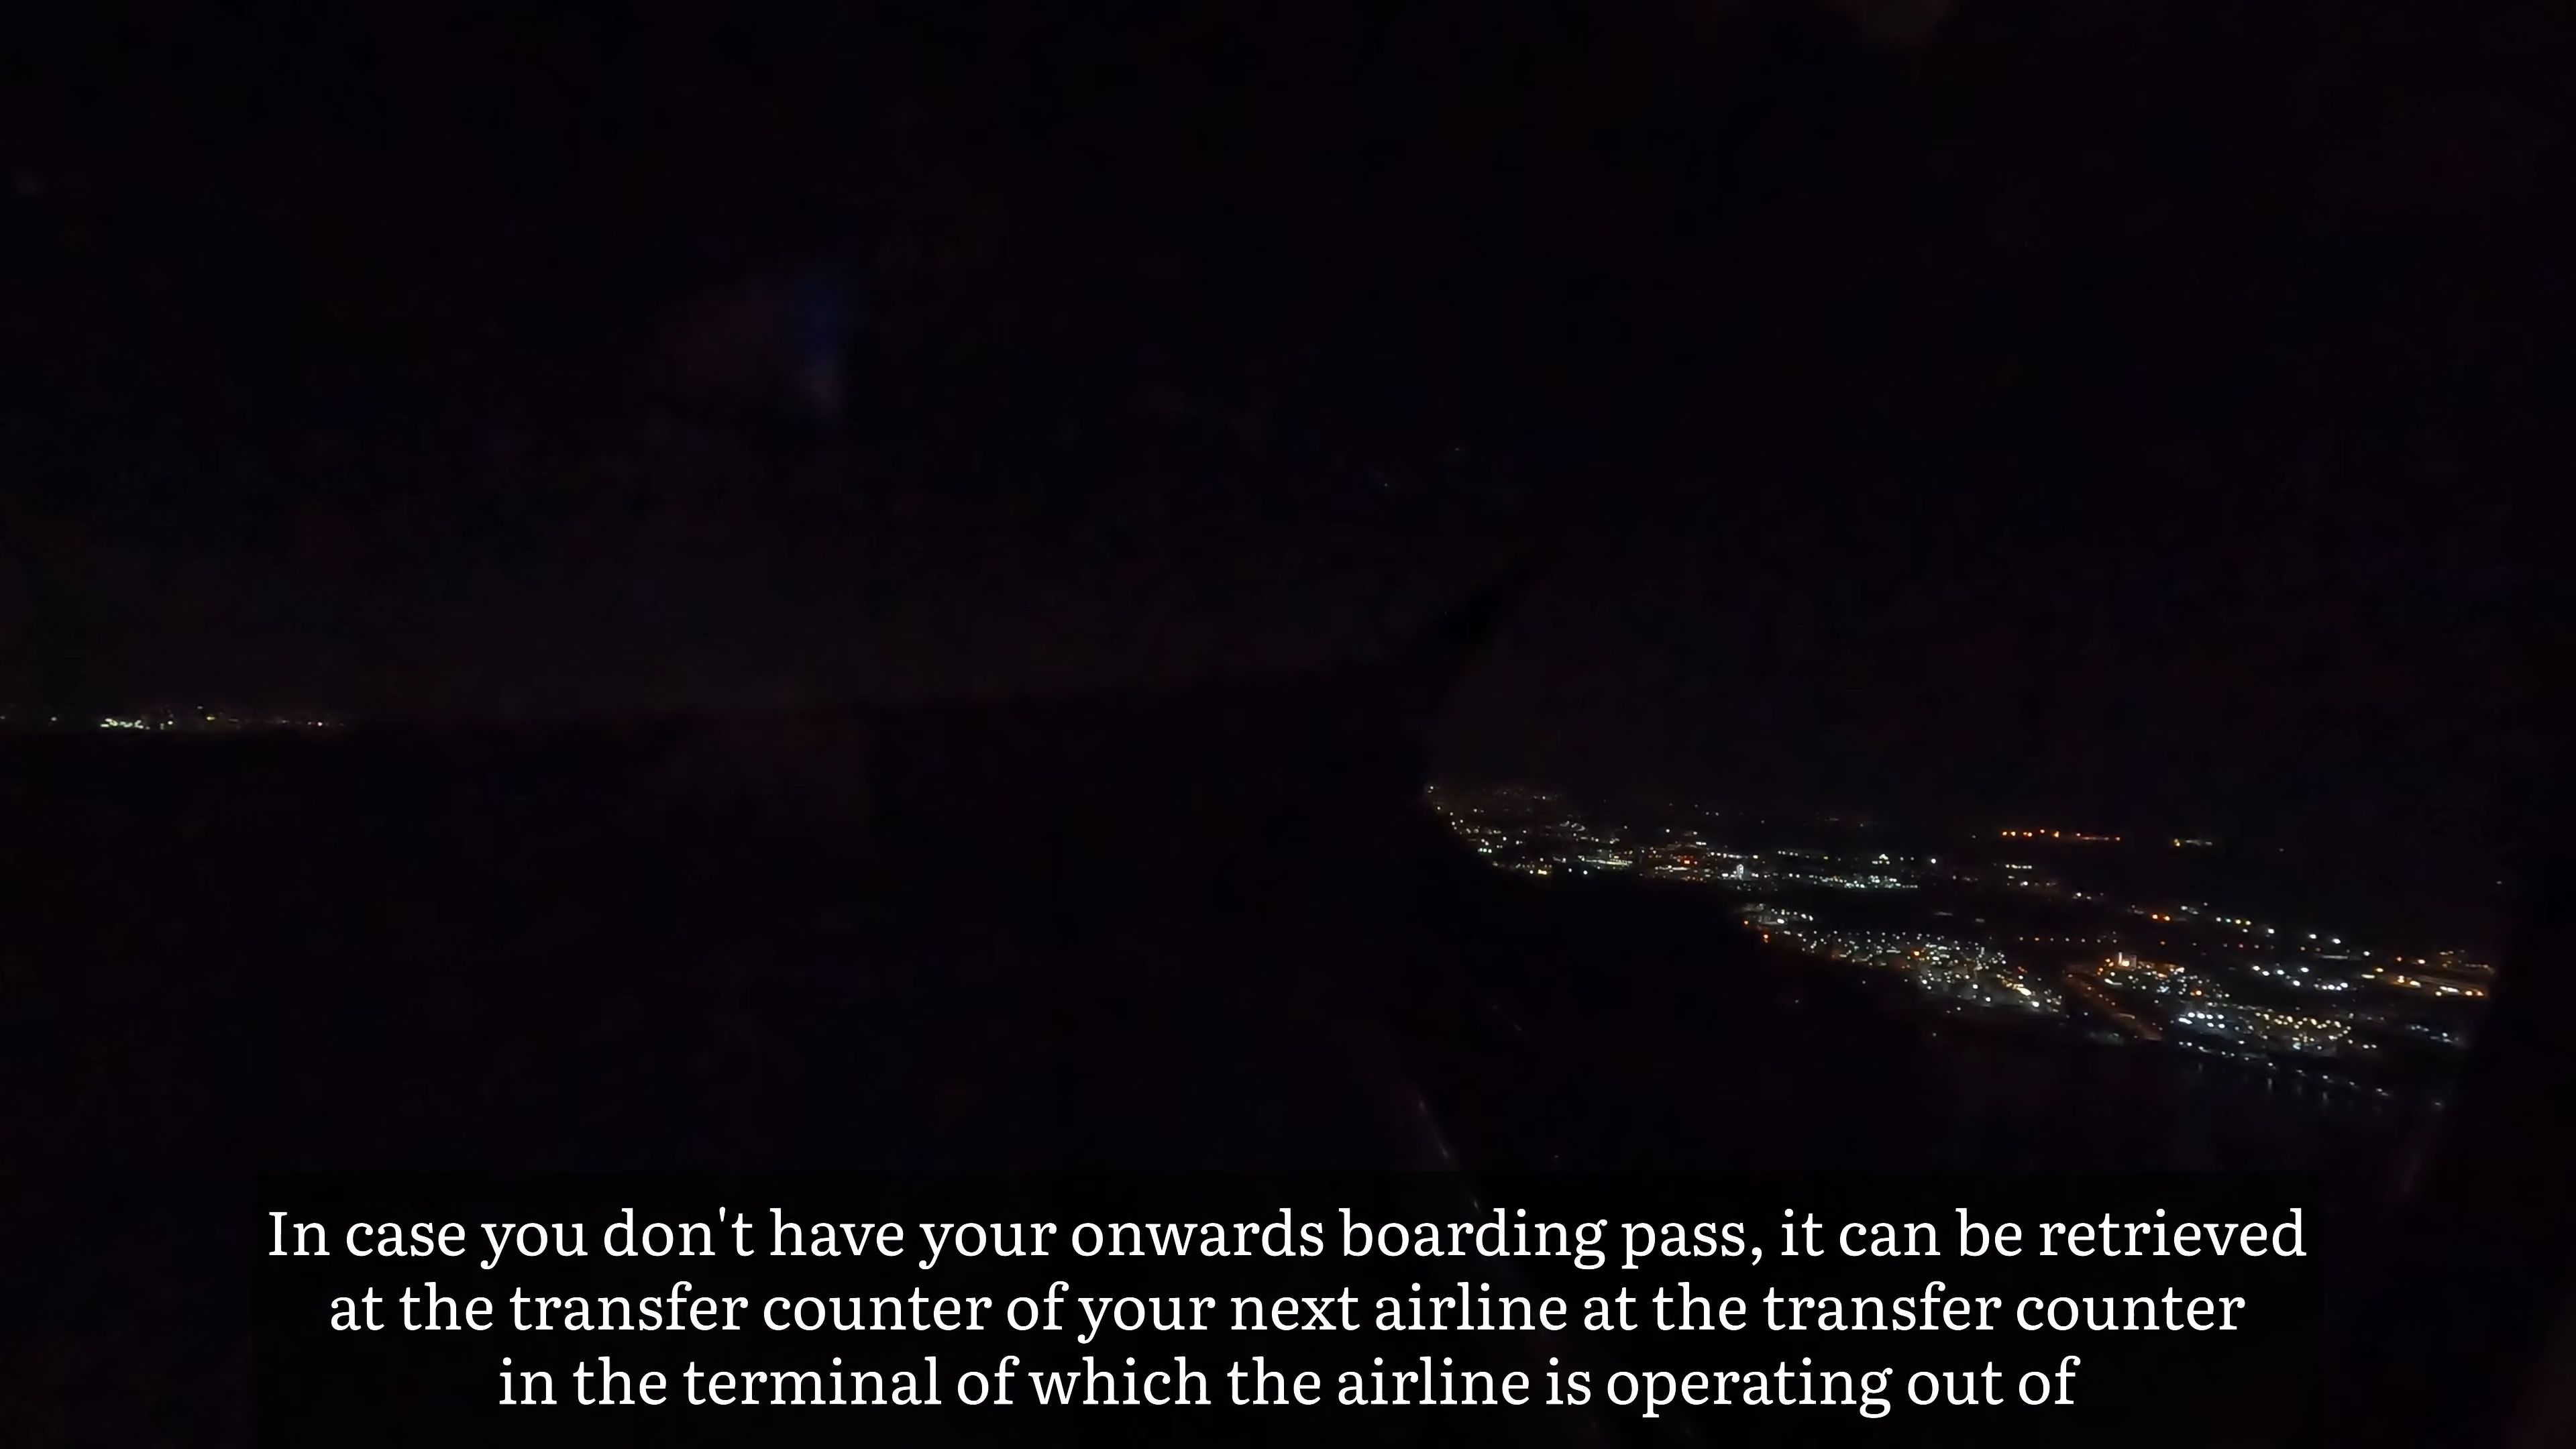 In case you don't have your onwards boarding pass, it can be retrieved
at the transfer counter of your next airline at the transfer counter
in the terminal of which the airline is operating out of